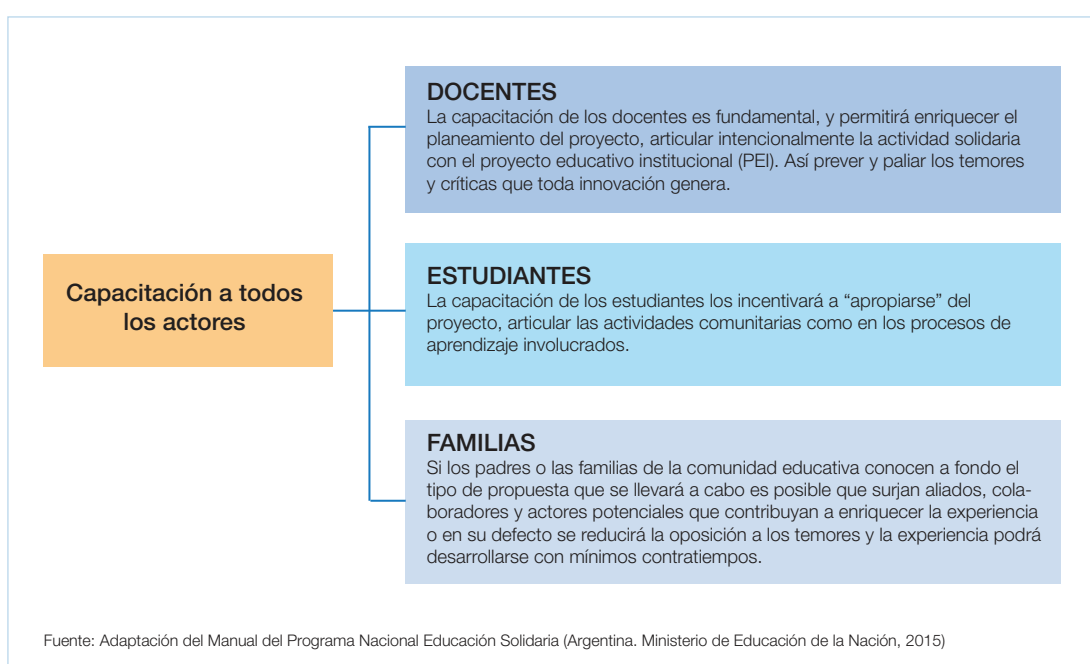 Capacitación a todos
los actores
DOCENTES
La capacitación de los docentes es fundamental, y permitirá enriquecer el
planeamiento del proyecto, articular intencionalmente la actividad solidaria
con el proyecto educativo institucional (PEI). Así prever y paliar los temores
y críticas que toda innovación genera.
ESTUDIANTES
La capacitación de los estudiantes los incentivará a “apropiarse” del
proyecto, articular las actividades comunitarias como en los procesos de
aprendizaje involucrados.
FAMILIAS
Si los padres o las familias de la comunidad educativa conocen a fondo el
tipo de propuesta que se llevará a cabo es posible que surjan aliados, cola-
boradores y actores potenciales que contribuyan a enriquecer la experiencia
o en su defecto se reducirá la oposición a los temores y la experiencia podrá
desarrollarse con mínimos contratiempos.
Fuente: Adaptación del Manual del Programa Nacional Educación Solidaria (Argentina. Ministerio de Educación de la Nación, 2015)